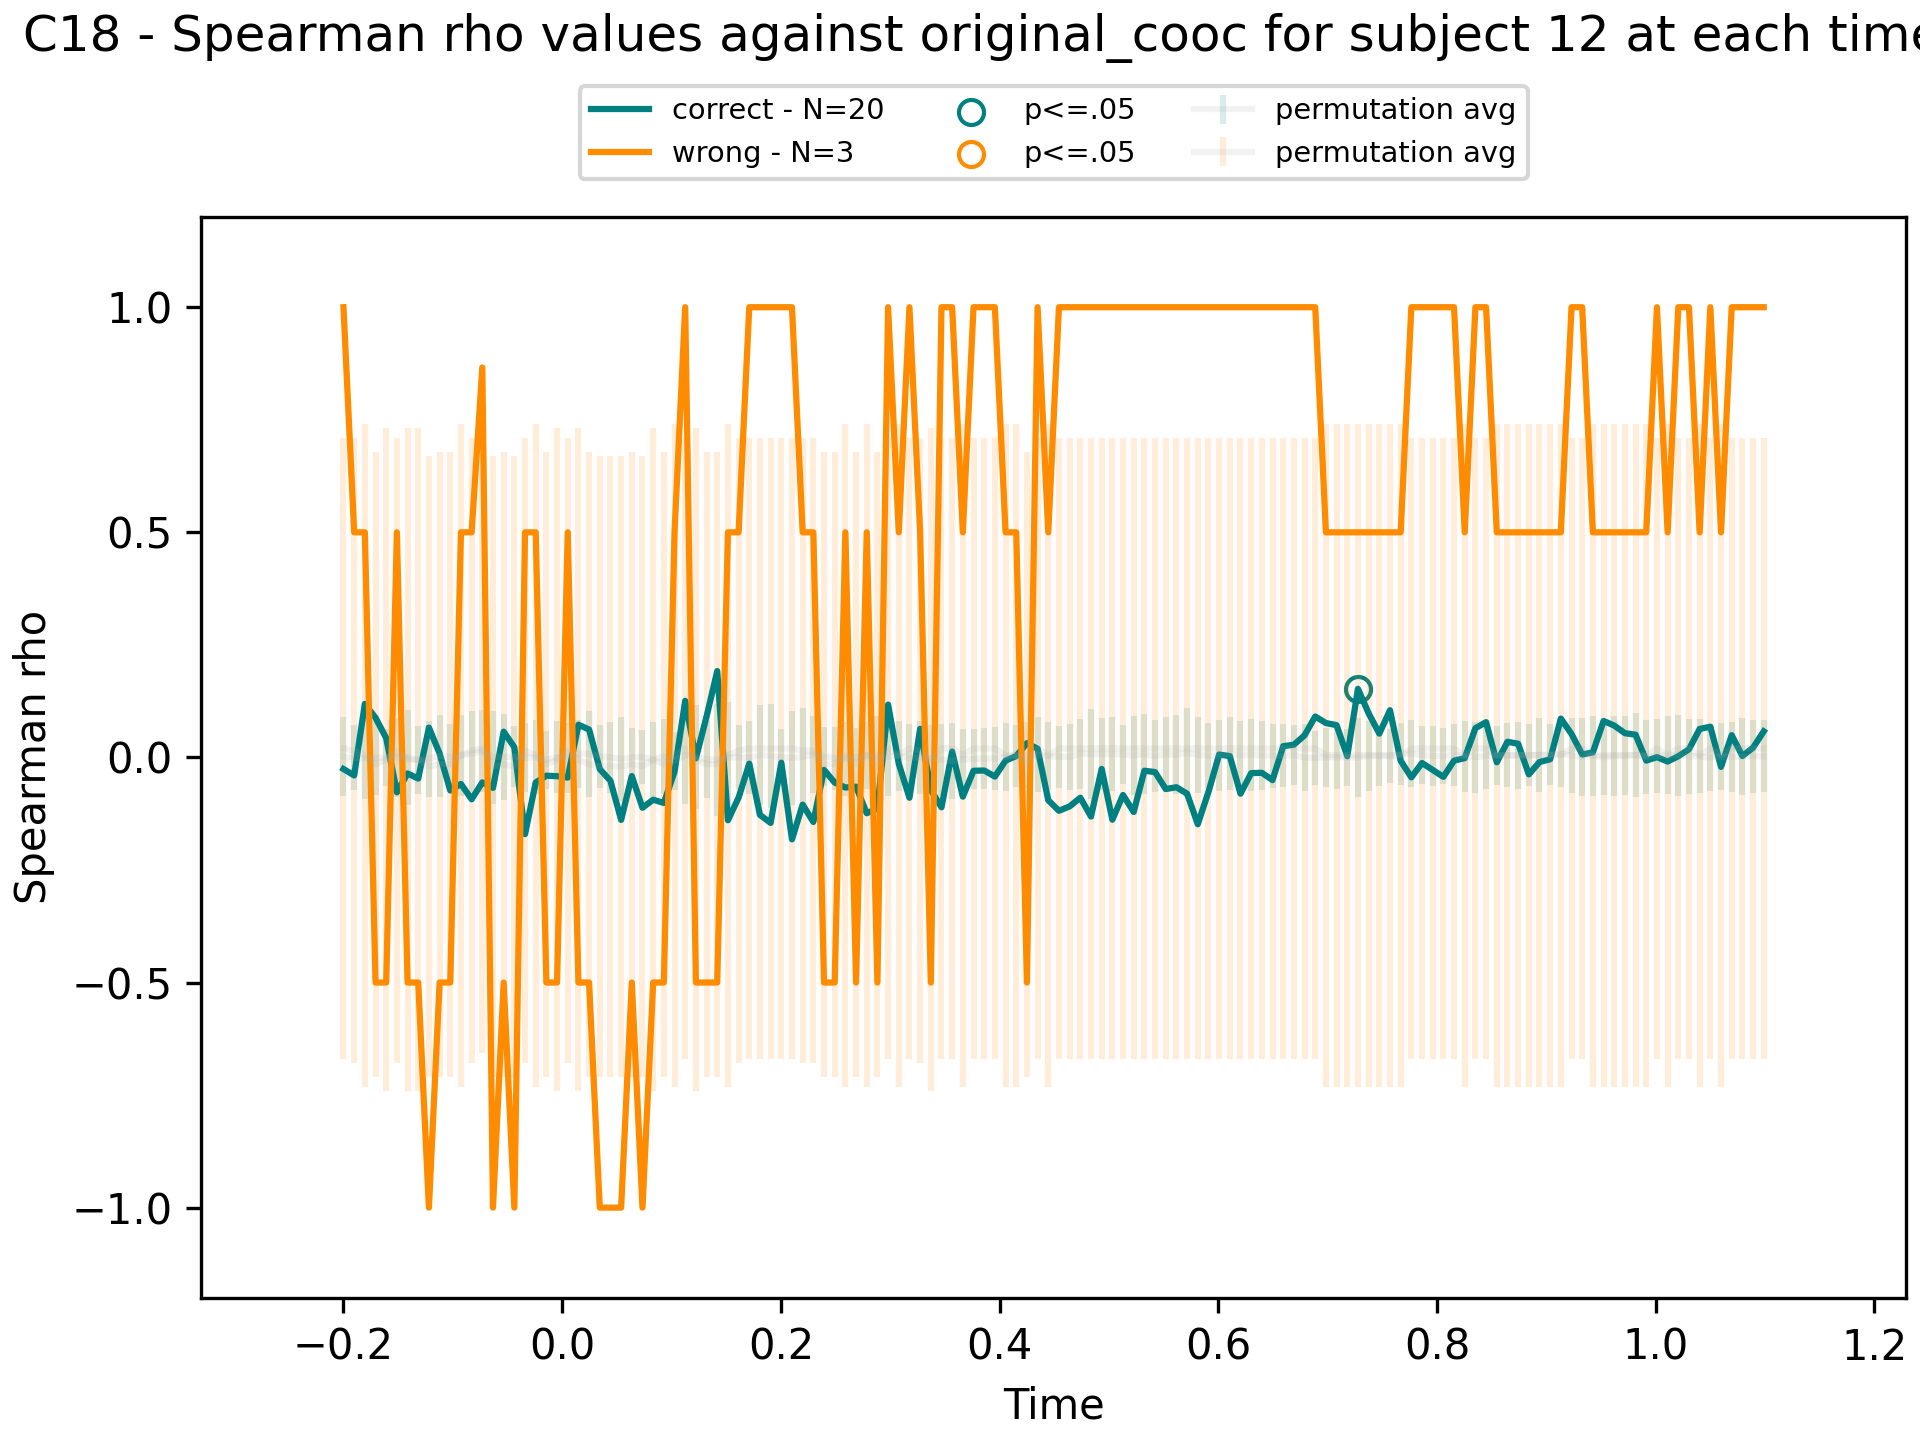 C18 - Spearman rho values against original_cooc for subject 12 at each time
correct - N=20 p<=.05 permutation avg
wrong - N=3 p<=.05 permutation avg
1.0
0.5
0.0
−0.5
−1.0
Spearman rho
−0.2 0.0 0.2 0.4 0.6 0.8 1.0 1.2
Time